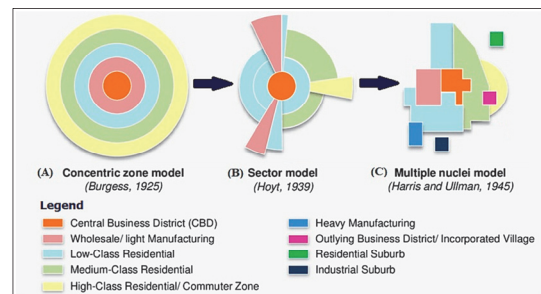 (A) Concentric zone model
(Burgess, 1925)
(B) Sector model
(Hoyt, 1939)
(C) Multiple nuclei model
(Harris and Ullman, 1945)
Legend
Central Business District (CBD)
Wholesale/ light Manufacturing
Low-Class Residential
Medium-Class Residential
High-Class Residential/ Commuter Zone
Heavy Manufacturing
Outlying Business District/ Incorporated Village
Residential Suburb
Industrial Suburb